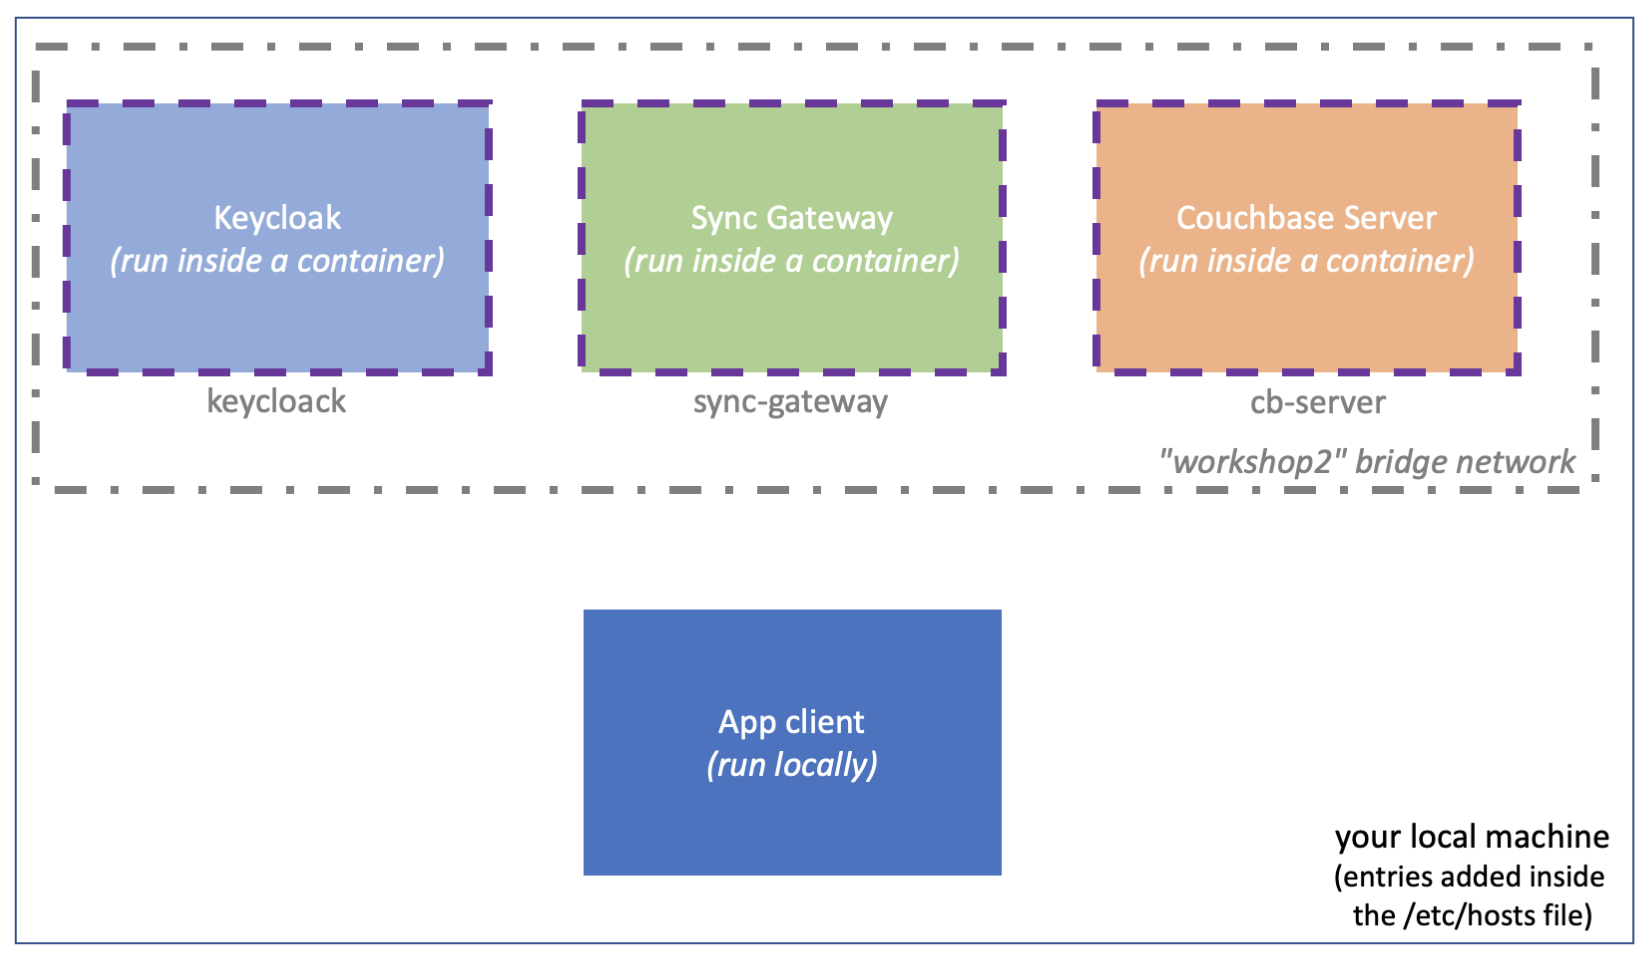 Keycloak
(run inside a container)
keycloack
Sync Gateway
(run inside a container)
sync-gateway
Couchbase Server
(run inside a container)
cb-server
"workshop2" bridge network
App client
(run locally)
your local machine
(entries added inside
the /etc/hosts file)